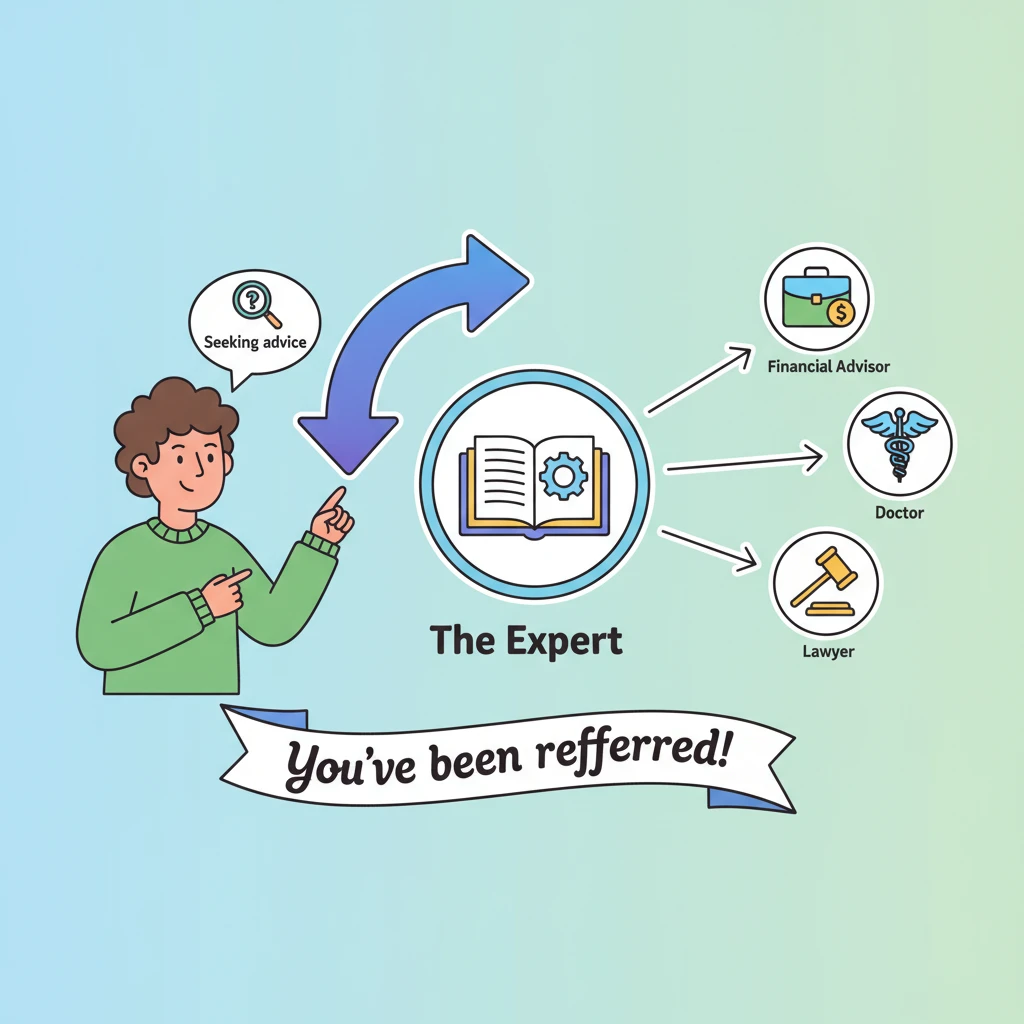 ?
Seeking advice
$
Financial Advisor
Doctor
Lawyer
The Expert
You've been refferred!